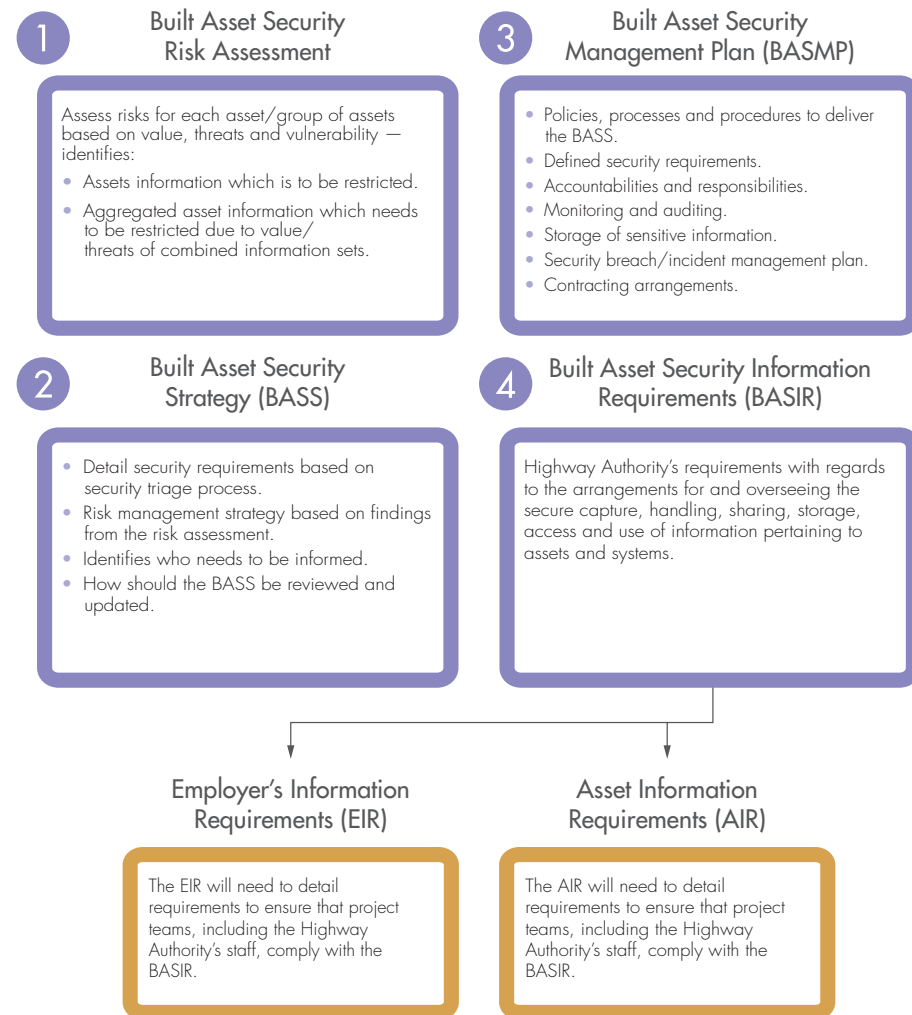 1
Built Asset Security
Risk Assessment
Assess risks for each asset/group of assets
based on value, threats and vulnerability —
identifies:
• Assets information which is to be restricted.
• Aggregated asset information which needs
to be restricted due to value/
threats of combined information sets.
2
Built Asset Security
Strategy (BASS)
• Detail security requirements based on
security triage process.
• Risk management strategy based on findings
from the risk assessment.
• Identifies who needs to be informed.
• How should the BASS be reviewed and
updated.
3
Built Asset Security
Management Plan (BASMP)
• Policies, processes and procedures to deliver
the BASS.
• Defined security requirements.
• Accountabilities and responsibilities.
• Monitoring and auditing.
• Storage of sensitive information.
• Security breach/incident management plan.
• Contracting arrangements.
4
Built Asset Security Information
Requirements (BASIR)
Highway Authority's requirements with regards
to the arrangements for and overseeing the
secure capture, handling, sharing, storage,
access and use of information pertaining to
assets and systems.
Employer's Information
Requirements (EIR)
The EIR will need to detail
requirements to ensure that project
teams, including the Highway
Authority's staff, comply with the
BASIR.
Asset Information
Requirements (AIR)
The AIR will need to detail
requirements to ensure that project
teams, including the Highway
Authority's staff, comply with the
BASIR.